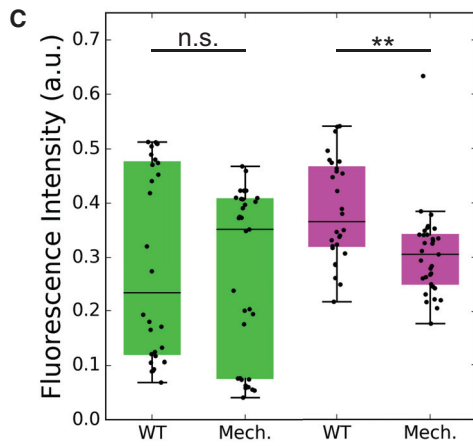 C
n.s.
**
Fluorescence Intensity (a.u.)
0.7
0.6
0.5
0.4
0.3
0.2
0.1
0.0
WT
Mech.
WT
Mech.